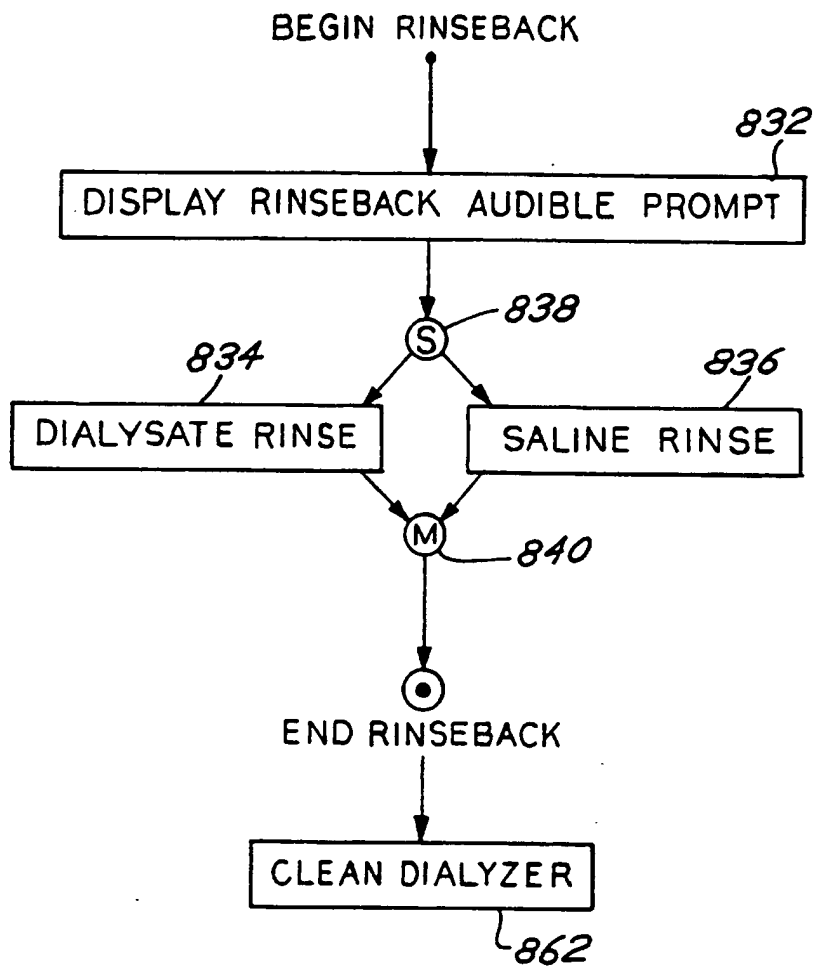 BEGIN RINSEBACK
832
DISPLAY RINSEBACK AUDIBLE PROMPT
838
S
834
836
DIALYSATE RINSE
SALINE RINSE
M
840
END RINSEBACK
CLEAN DIALYZER
862